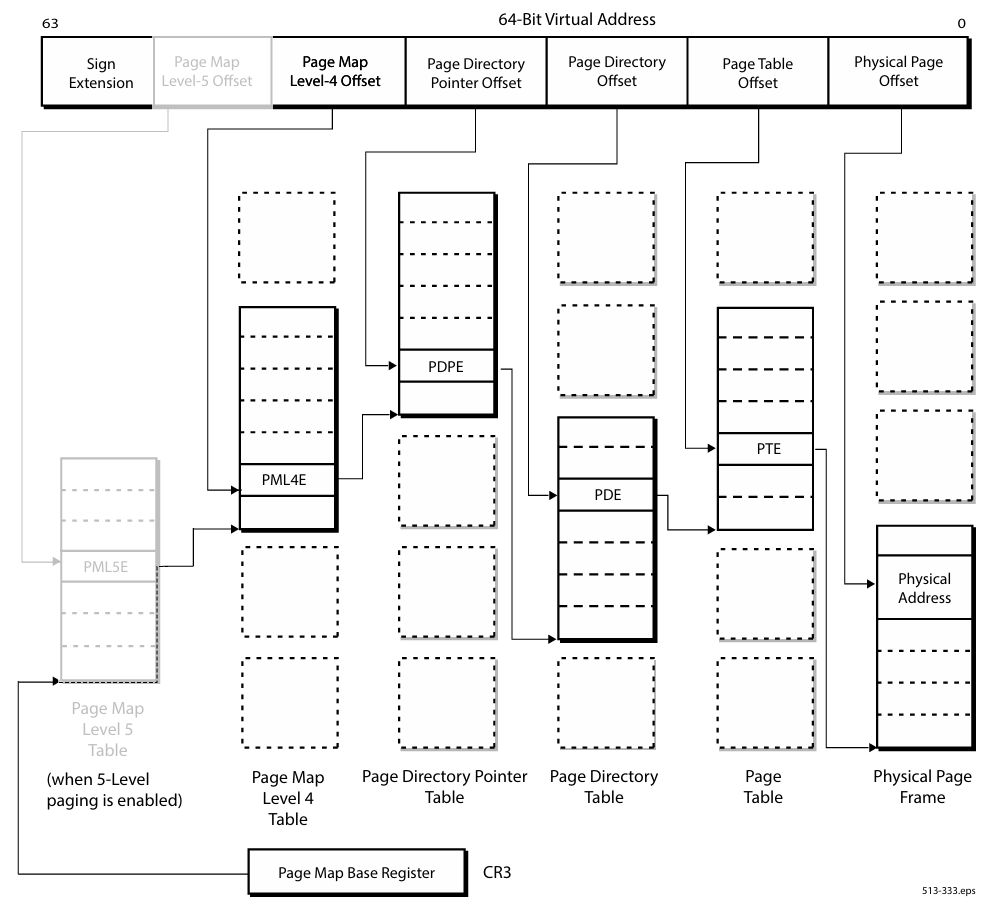 64-Bit Virtual Address
63
0
Sign
Extension
Page Map
Level-5 Offset
Page Map
Level-4 Offset
Page Directory
Pointer Offset
Page Directory
Offset
Page Table
Offset
Physical Page
Offset
PDPE
PML4E
PTE
PDE
PML5E
Physical
Address
Page Map
Level 5
Table
(when 5-Level
paging is enabled)
Page Map
Level 4
Table
Page Directory Pointer
Table
Page Directory
Table
Page
Table
Physical Page
Frame
Page Map Base Register
CR3
513-333.eps